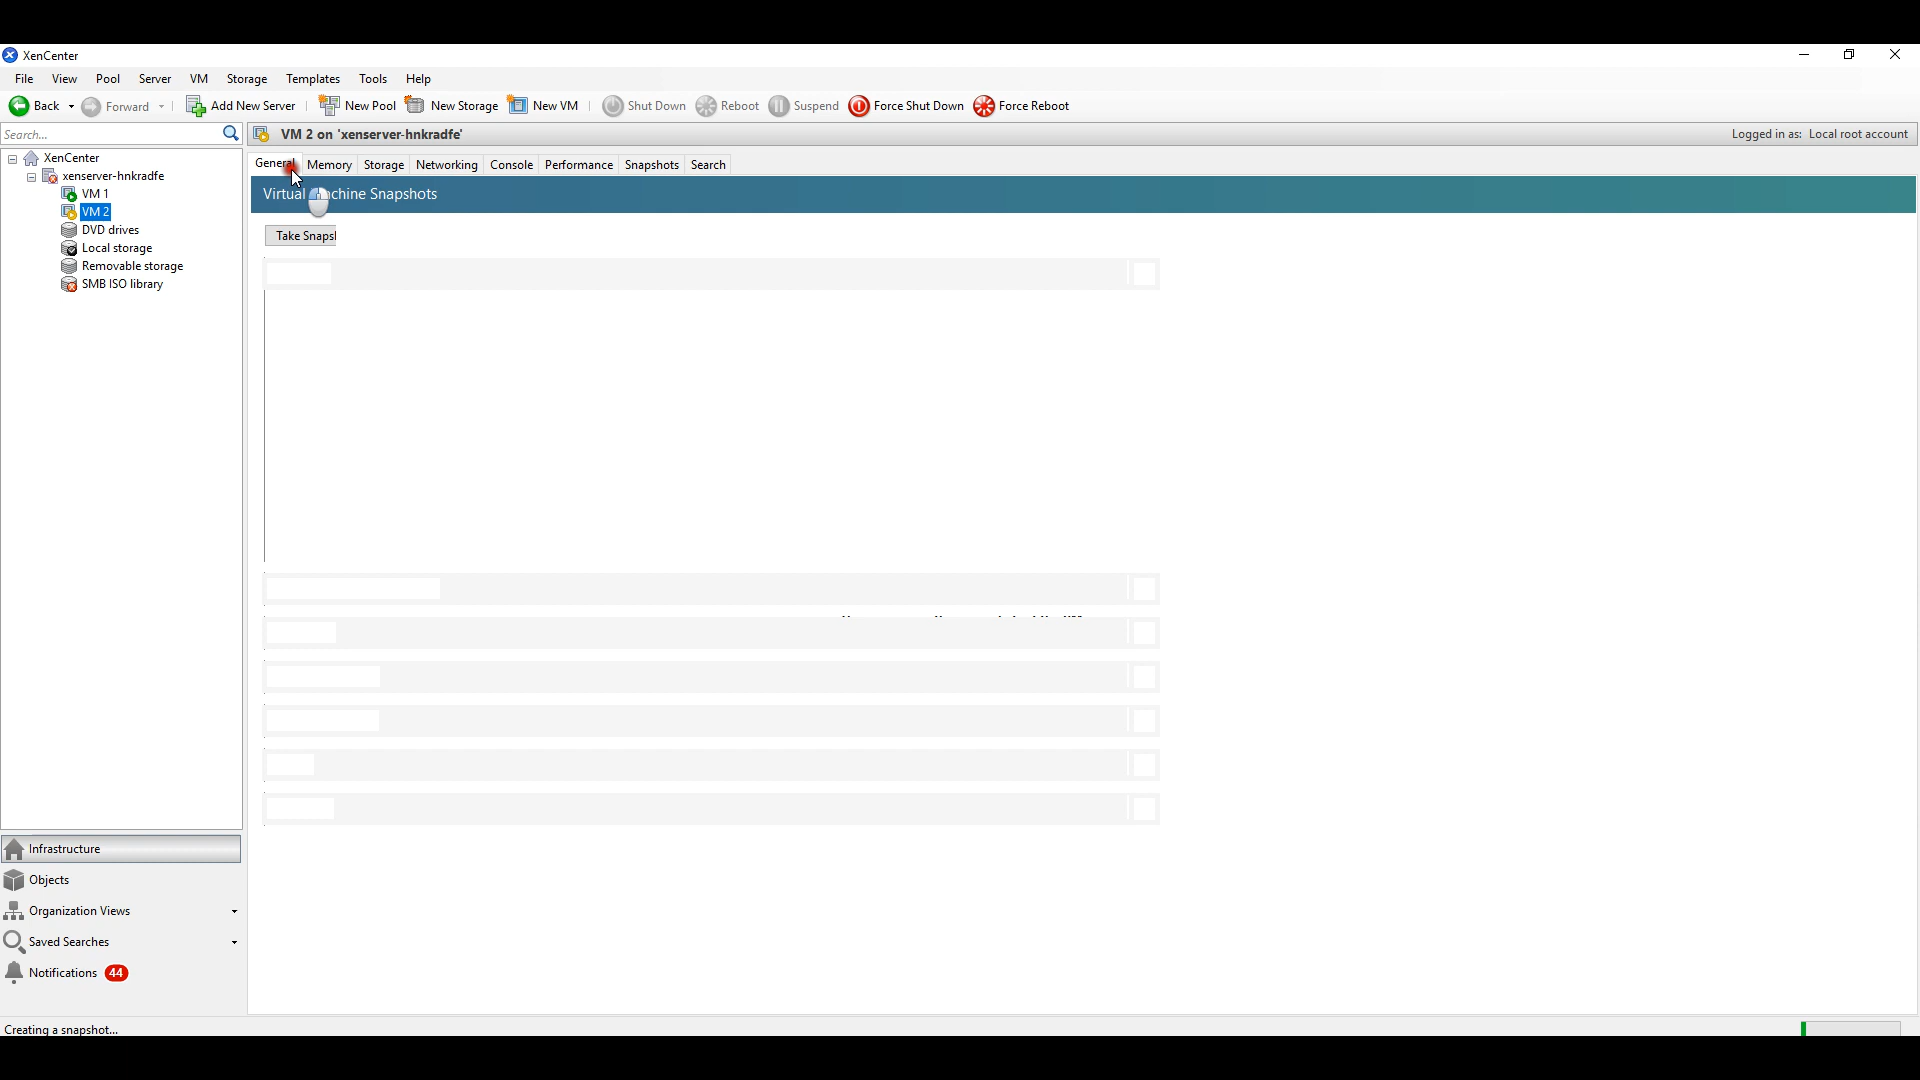 XenCenter
File View Pool Server VM Storage Templates Tools Help
Back Forward Add New Server New Pool New Storage New VM Shut Down Reboot Suspend Force Shut Down Force Reboot
Search...
VM 2 on 'xenserver-hnkradfe'
Logged in as: Local root account
XenCenter
xenserver-hnkradfe
VM 1
VM 2
DVD drives
Local storage
Removable storage
SMB ISO library
General Memory Storage Networking Console Performance Snapshots Search
Virtual chine Snapshots
Take Snaps
Infrastructure
Objects
Organization Views
Saved Searches
Notifications 44
Creating a snapshot...